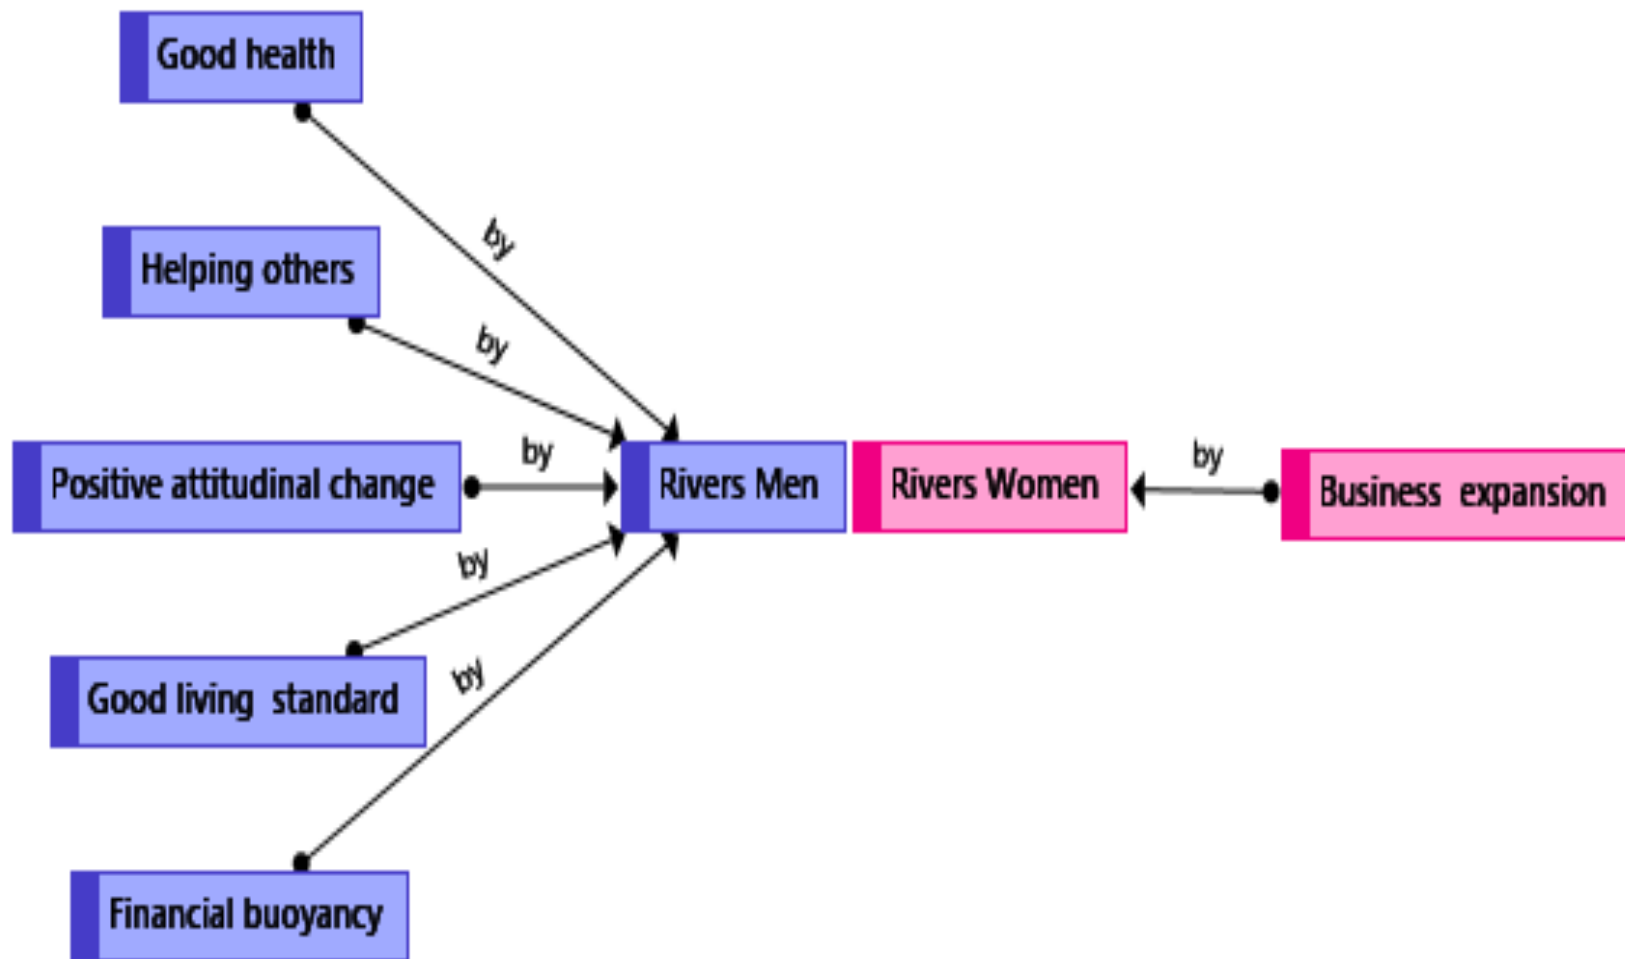 Good health
by
Helping others
by
Positive attitudinal change
by
Rivers Men
Rivers Women
by
Business  expansion
by
Good living  standard
by
Financial buoyancy